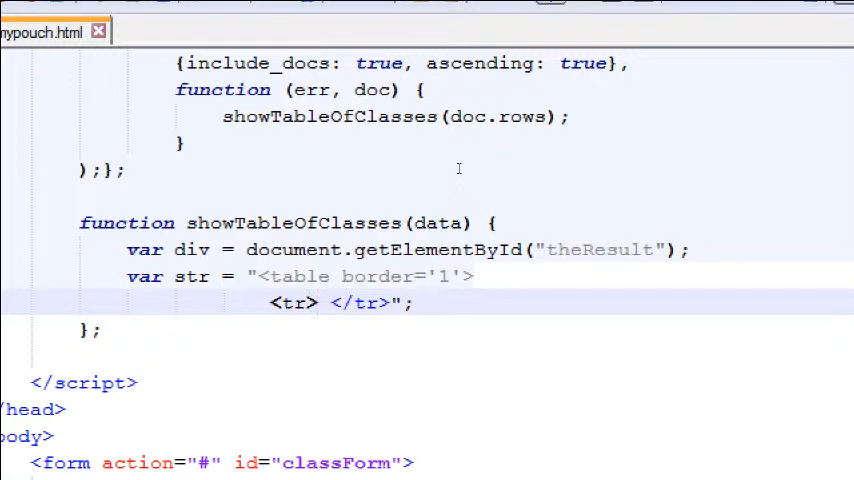 mypouch.html
{include_docs: true, ascending: true},
function (err, doc) {
showTableOfClasses(doc.rows);
}
);};
function showTableOfClasses(data) {
var div = document.getElementById("theResult");
var str = "<table border='1'>
<tr> </tr>";
};
</script>
/head>
body>
<form action="#" id="classForm">